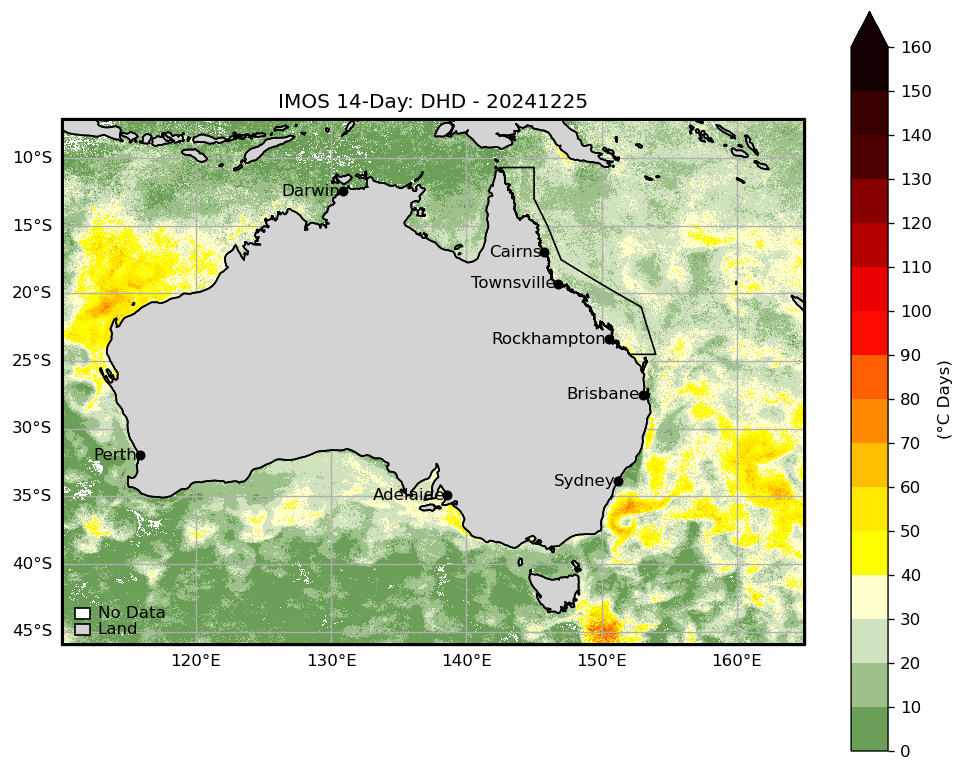 IMOS 14-Day: DHD - 20241225
160
150
140
130
120
110
100
90
80
70
60
50
40
30
20
10
0
(°C Days)
10°S
15°S
20°S
25°S
30°S
35°S
40°S
45°S
Darwin
Cairns
Townsville
Rockhampton
Brisbane
Perth
Sydney
Adelaide
No Data
Land
120°E
130°E
140°E
150°E
160°E